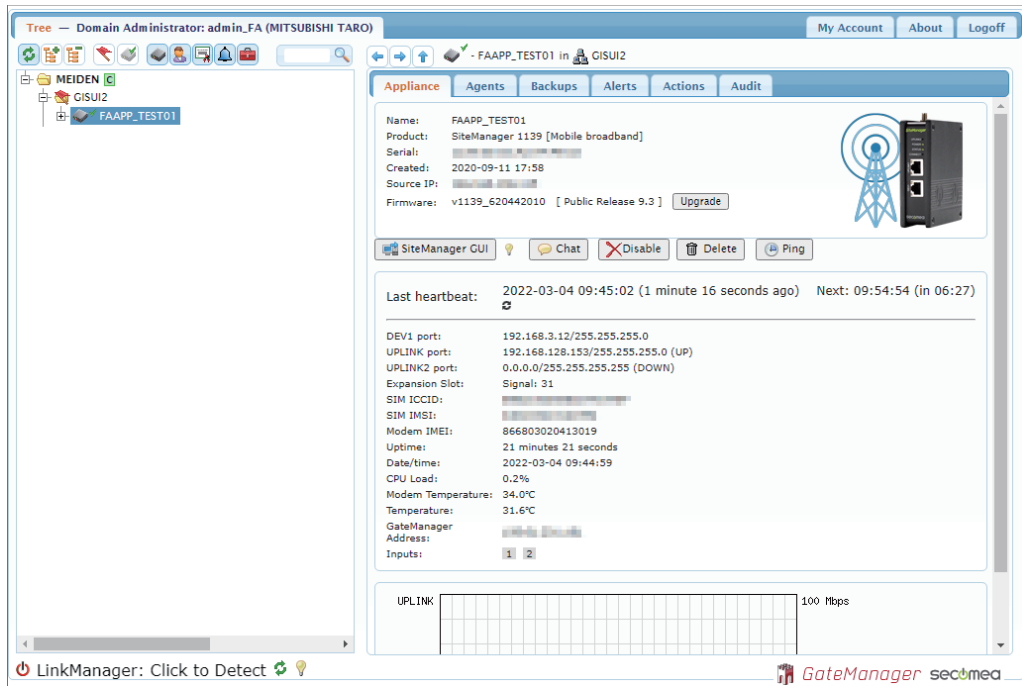 Tree — Domain Administrator: admin_FA (MITSUBISHI TARO)
My Account
About
Logoff
MEIDEN C
GISUI2
FAAPP_TEST01
- FAAPP_TEST01 in GISUI2
Appliance
Agents
Backups
Alerts
Actions
Audit
Name: FAAPP_TEST01
Product: SiteManager 1139 [Mobile broadband]
Serial:
Created: 2020-09-11 17:58
Source IP:
Firmware: v1139_620442010 [ Public Release 9.3 ] Upgrade
SiteManager GUI
Chat
Disable
Delete
Ping
Last heartbeat: 2022-03-04 09:45:02 (1 minute 16 seconds ago) Next: 09:54:54 (in 06:27)
DEV1 port: 192.168.3.12/255.255.255.0
UPLINK port: 192.168.128.153/255.255.255.0 (UP)
UPLINK2 port: 0.0.0.0/255.255.255.255 (DOWN)
Expansion Slot: Signal: 31
SIM ICCID:
SIM IMSI:
Modem IMEI: 866803020413019
Uptime: 21 minutes 21 seconds
Date/time: 2022-03-04 09:44:59
CPU Load: 0.2%
Modem Temperature: 34.0°C
Temperature: 31.6°C
GateManager
Address:
Inputs: 1 2
UPLINK
100 Mbps
LinkManager: Click to Detect
GateManager secomea